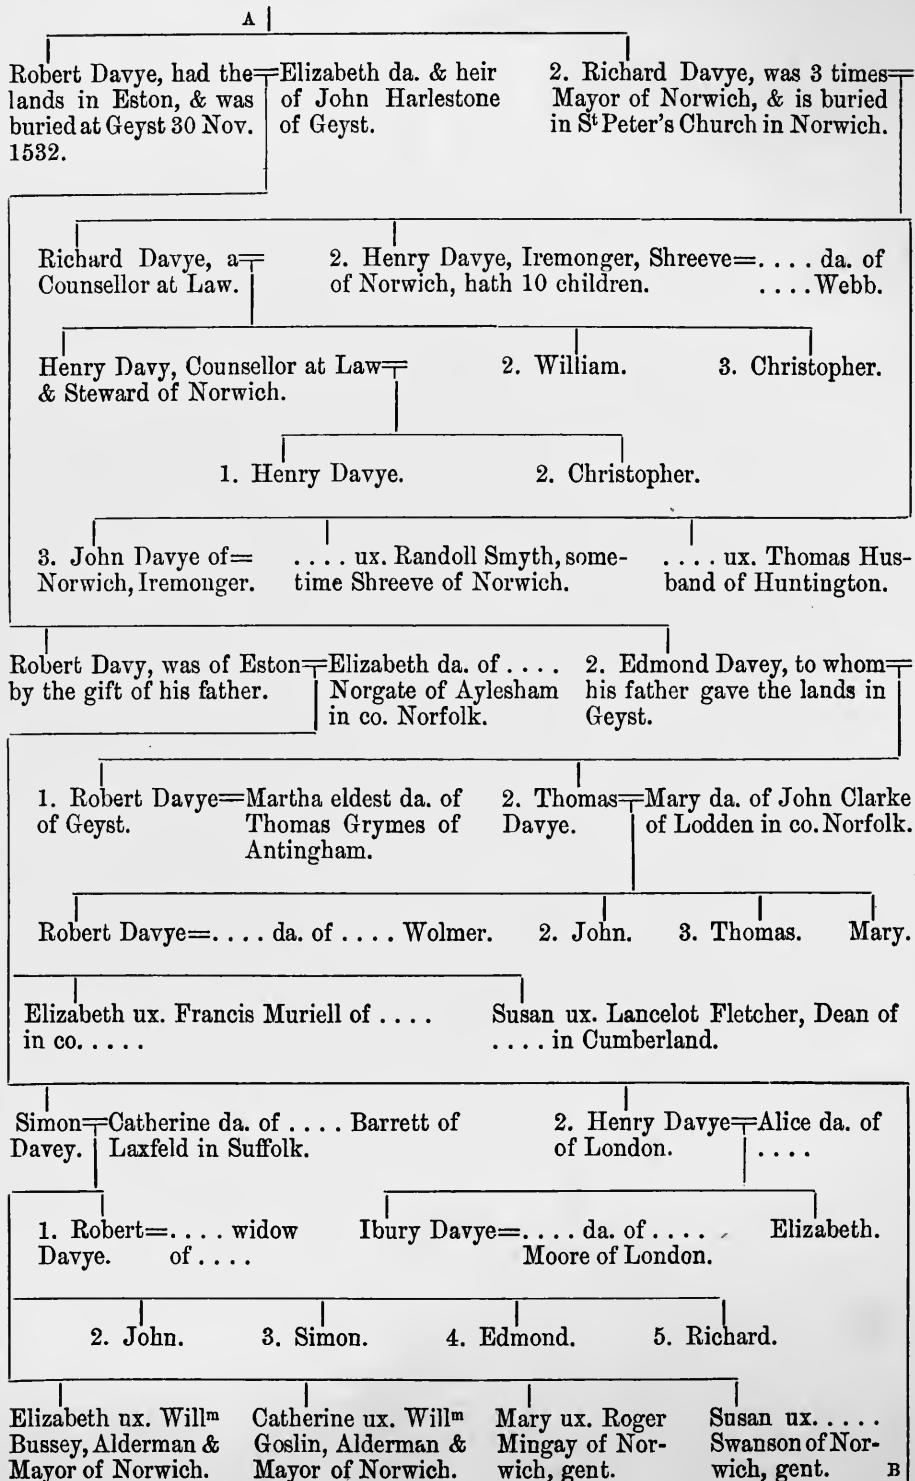 A
Robert Davye, had the lands in Eston, & was buried at Geyst 30 Nov. 1532.
Elizabeth da. & heir of John Harlestone of Geyst.
2. Richard Davye, was 3 times Mayor of Norwich, & is buried in St Peter's Church in Norwich.
Richard Davye, a Counsellor at Law.
2. Henry Davye, Iremonger, Shreeve of Norwich, hath 10 children.
= . . . . da. of . . . . Webb.
Henry Davy, Counsellor at Law & Steward of Norwich.
2. William.
3. Christopher.
1. Henry Davye.
2. Christopher.
3. John Davye of= Norwich, Iremonger.
. . . . ux. Randoll Smyth, some-
time Shreeve of Norwich.
. . . . ux. Thomas Hus-
band of Huntington.
Robert Davy, was of Eston by the gift of his father.
Elizabeth da. of . . . . Norgate of Aylesham in co. Norfolk.
2. Edmond Davey, to whom his father gave the lands in Geyst.
1. Robert Davye of Geyst.
=Martha eldest da. of Thomas Grymes of Antingham.
2. Thomas Davye.
Mary da. of John Clarke of Lodden in co. Norfolk.
Robert Davye=. . . . da. of . . . . Wolmer.
2. John.
3. Thomas.
Mary.
Elizabeth ux. Francis Muriell of . . . .
in co. . . . .
Susan ux. Lancelot Fletcher, Dean of
. . . . in Cumberland.
Simon Davey.
Catherine da. of . . . . Barrett of Laxfeld in Suffolk.
2. Henry Davye of London.
Alice da. of . . . .
1. Robert Davye.
=. . . . widow of . . . .
Ibury Davye=. . . . da. of . . . .
Moore of London.
Elizabeth.
2. John.
3. Simon.
4. Edmond.
5. Richard.
Elizabeth ux. Willm
Bussey, Alderman &
Mayor of Norwich.
Catherine ux. Willm
Goslin, Alderman &
Mayor of Norwich.
Mary ux. Roger
Mingay of Nor-
wich, gent.
Susan ux. . . . .
Swanson of Nor-
wich, gent.
B